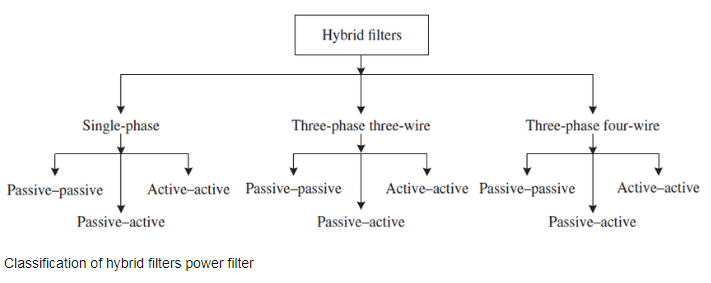 Hybrid filters
Single-phase
Three-phase three-wire
Three-phase four-wire
Passive–passive
Active–active
Passive–passive
Active–active
Passive–passive
Active–active
Passive–active
Passive–active
Passive–active
Classification of hybrid filters power filter